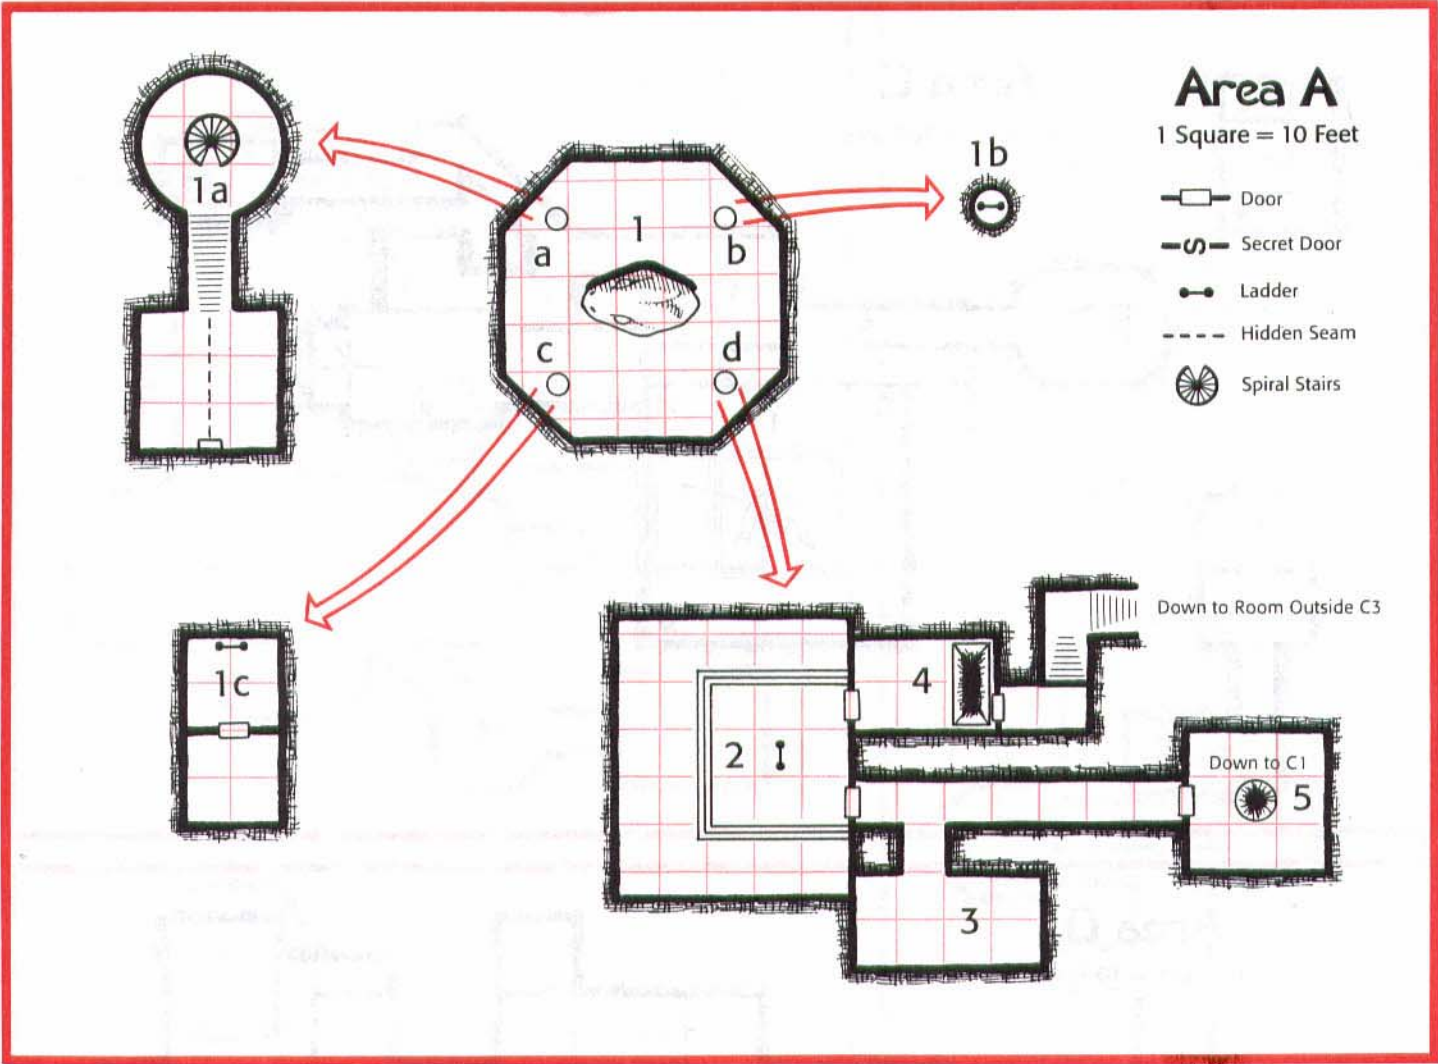 Area A
1 Square = 10 Feet
Door
S Secret Door
Ladder
Hidden Seam
Spiral Stairs
1a
1
a
b
c
d
1b
1c
Down to Room Outside C3
2
4
Down to C1
5
3